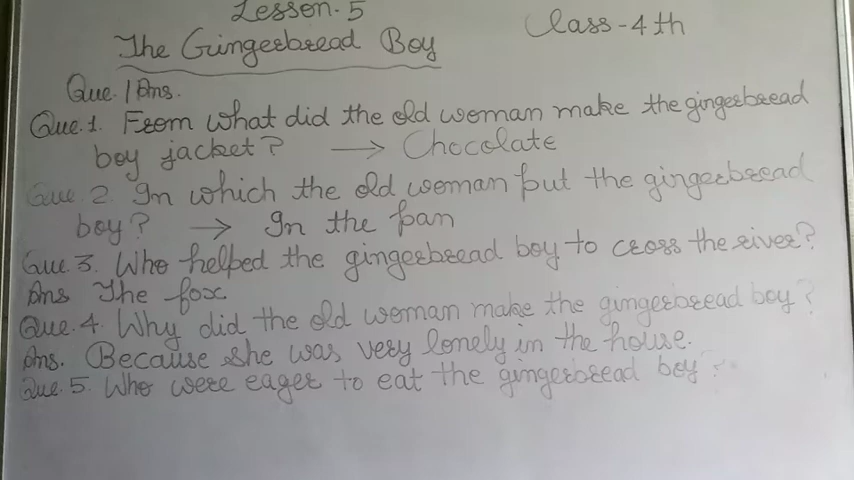 Lesson.5
Class-4th
The Gingerbread Boy
Que.1Ans.
Que.1. From what did the old woman make the gingerbread
boy jacket? → Chocolate
Que 2. In which the old woman put the gingerbread
boy? → In the pan
Que 3. Who helped the gingerbread boy to cross the river?
Ans The fox
Que.4. Why did the old woman make the gingerbread boy?
Ans. Because she was very lonely in the house.
Que.5. Who were eager to eat the gingerbread boy?